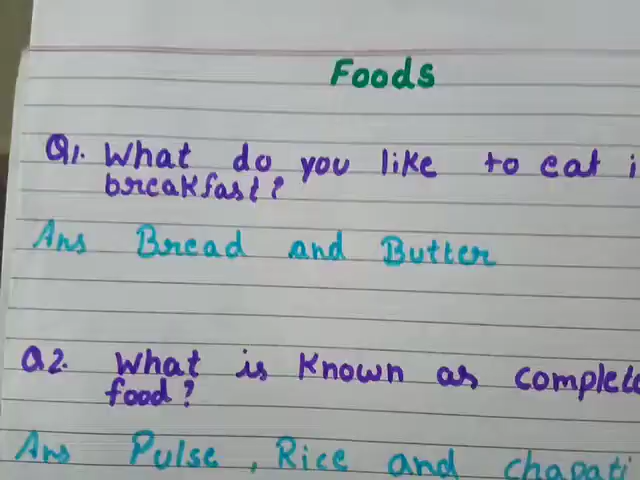 Foods
Q1. What do you like to eat i
breakfast?
Ans Bread and Butter
Q2. What is known as complete
food?
Ans Pulse, Rice and chapati